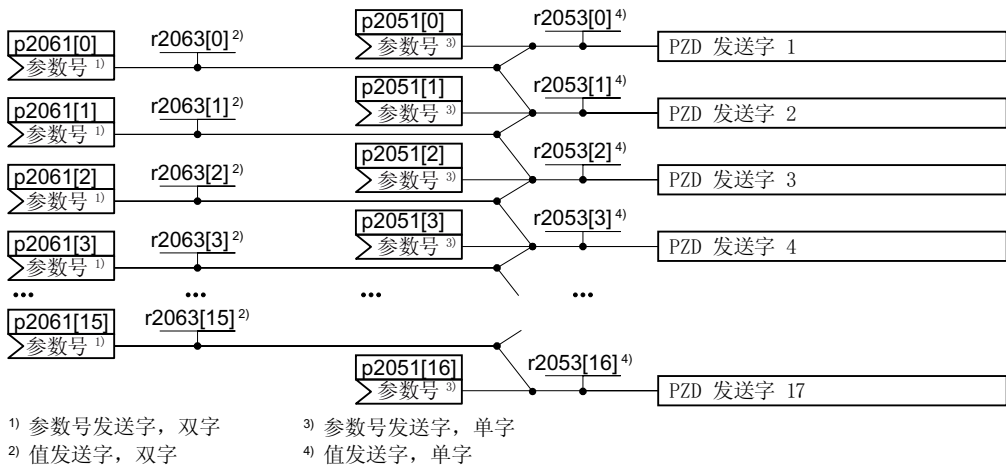 p2051[0] r2053[0] 4)
p2061[0] r2063[0] 2) 参数号 3) PZD 发送字 1
参数号 1)
p2051[1] r2053[1] 4)
p2061[1] r2063[1] 2) 参数号 3) PZD 发送字 2
参数号 1)
p2051[2] r2053[2] 4)
p2061[2] r2063[2] 2) 参数号 3) PZD 发送字 3
参数号 1)
p2051[3] r2053[3] 4)
p2061[3] r2063[3] 2) 参数号 3) PZD 发送字 4
参数号 1)
... ... ... ...
p2061[15] r2063[15] 2)
参数号 1)
p2051[16] r2053[16] 4)
参数号 3) PZD 发送字 17
1) 参数号发送字，双字 3) 参数号发送字，单字
2) 值发送字，双字 4) 值发送字，单字